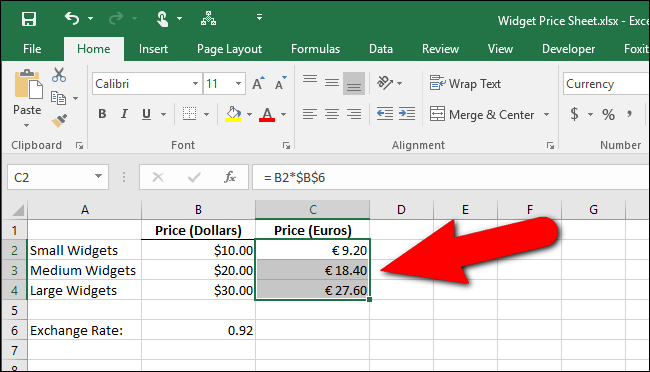 Widget Price Sheet.xlsx - Exce
File Home Insert Page Layout Formulas Data Review View Developer Foxit
Calibri 11 A A Wrap Text Currency
Paste B I U A Merge & Center $ %
Clipboard Font Alignment Number
C2 fx = B2*$B$6
A B C D E F G
1 Price (Dollars) Price (Euros)
2 Small Widgets $10.00 € 9.20
3 Medium Widgets $20.00 € 18.40
4 Large Widgets $30.00 € 27.60
5
6 Exchange Rate: 0.92
7
8